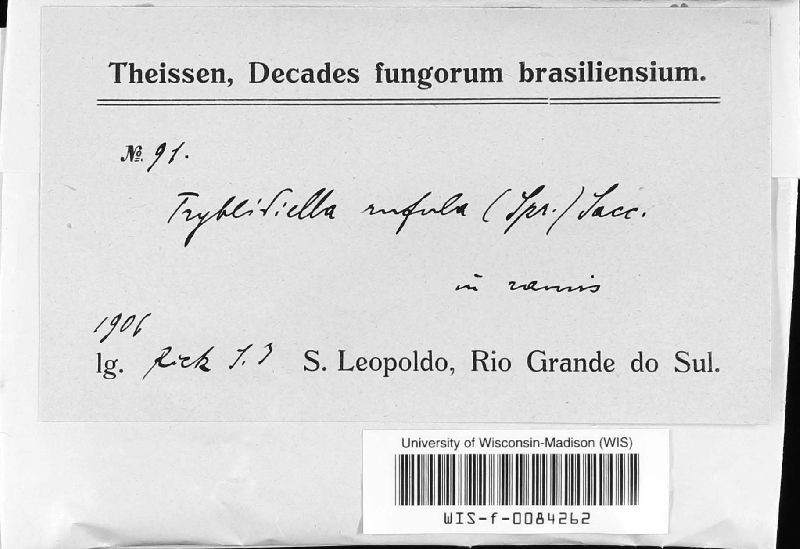 Theissen, Decades fungorum brasiliensium.
№. 91.
Tryblidiella rufula (Spr.) Sacc.
in ramis
1906
lg. Rick S. J S. Leopoldo, Rio Grande do Sul.
University of Wisconsin-Madison (WIS)
WIS-f-0084262